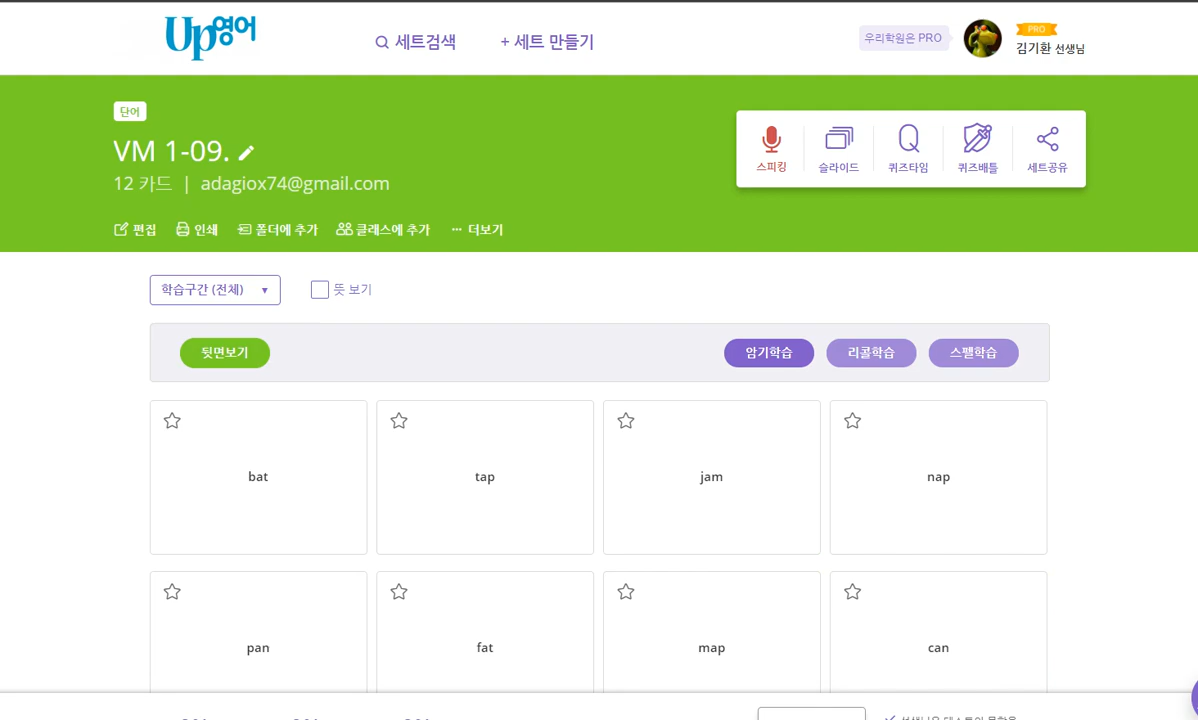 Up영어
세트검색
+ 세트 만들기
우리학원은 PRO
PRO
김기환 선생님
단어
VM 1-09.
12 카드 | adagiox74@gmail.com
스피킹
슬라이드
퀴즈타임
퀴즈배틀
세트공유
편집
인쇄
폴더에 추가
클래스에 추가
··· 더보기
학습구간 (전체) ▼
뜻 보기
뒷면보기
암기학습
리콜학습
스펠학습
bat
tap
jam
nap
pan
fat
map
can